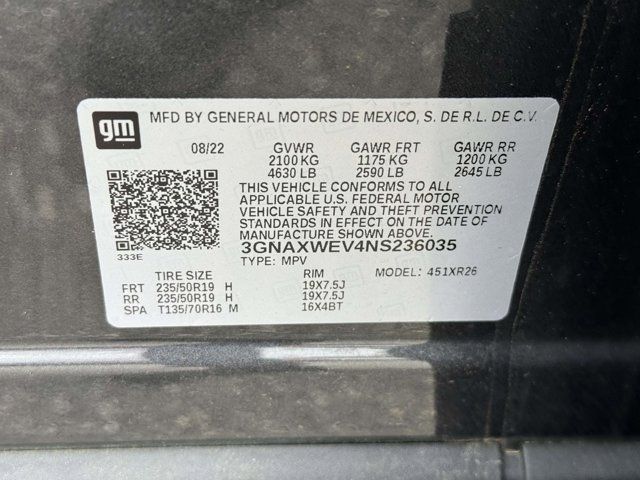 gm
MFD BY GENERAL MOTORS DE MEXICO, S. DE R.L. DE C.V.
08/22 GVWR GAWR FRT GAWR RR
2100 KG 1175 KG 1200 KG
4630 LB 2590 LB 2645 LB
THIS VEHICLE CONFORMS TO ALL
APPLICABLE U.S. FEDERAL MOTOR
VEHICLE SAFETY AND THEFT PREVENTION
STANDARDS IN EFFECT ON THE DATE OF
MANUFACTURE SHOWN ABOVE.
3GNAXWEV4NS236035
333E
TYPE: MPV MODEL: 451XR26
TIRE SIZE RIM
FRT 235/50R19 H 19X7.5J
RR 235/50R19 H 19X7.5J
SPA T135/70R16 M 16X4BT